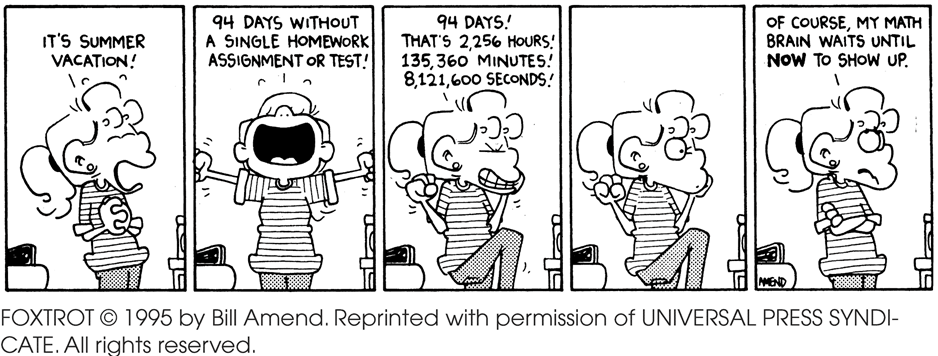 IT'S SUMMER
VACATION!
94 DAYS WITHOUT
A SINGLE HOMEWORK
ASSIGNMENT OR TEST!
94 DAYS!
THAT'S 2,256 HOURS!
135,360 MINUTES!
8,121,600 SECONDS!
OF COURSE, MY MATH
BRAIN WAITS UNTIL
NOW TO SHOW UP.
AMEND
FOXTROT © 1995 by Bill Amend. Reprinted with permission of UNIVERSAL PRESS SYNDI-
CATE. All rights reserved.